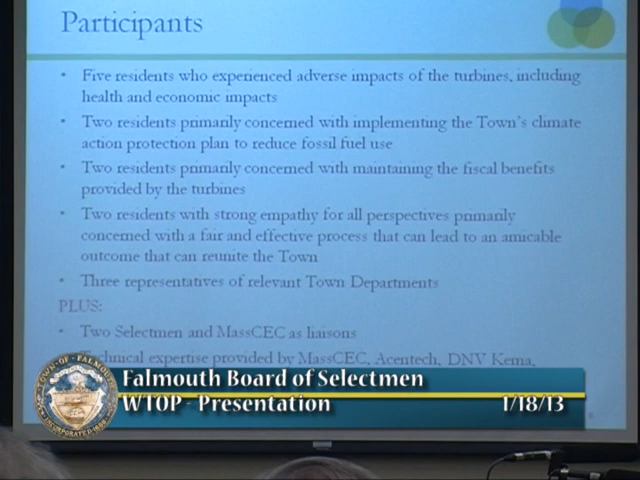 Participants
• Five residents who experienced adverse impacts of the turbines, including
health and economic impacts
• Two residents primarily concerned with implementing the Town's climate
action protection plan to reduce fossil fuel use
• Two residents primarily concerned with maintaining the fiscal benefits
provided by the turbines
• Two residents with strong empathy for all perspectives primarily
concerned with a fair and effective process that can lead to an amicable
outcome that can reunite the Town
• Three representatives of relevant Town Departments
PLUS:
• Two Selectmen and MassCEC as liaisons
Technical expertise provided by MassCEC, Acentech, DNV Kema,
TOWN OF FALMOUTH
INCORPORATED
Falmouth Board of Selectmen
WTOP - Presentation
1/18/13